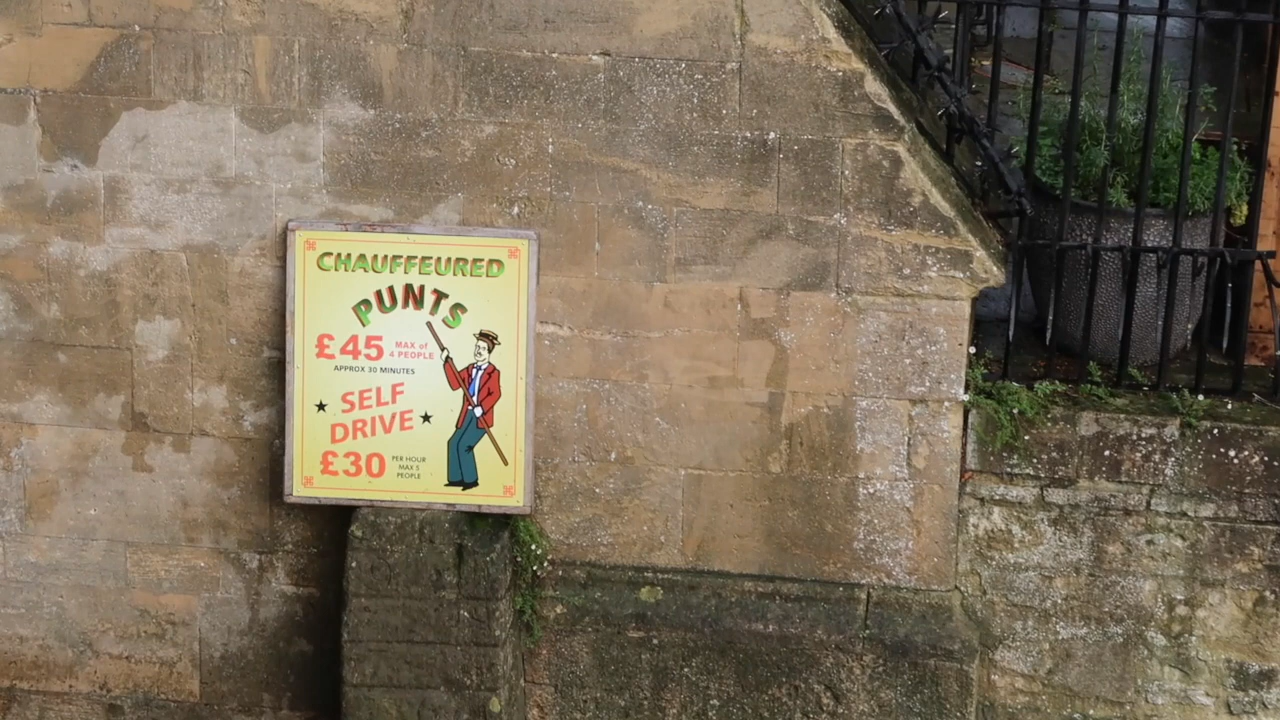 CHAUFFEURED
PUNTS
£45 MAX of
4 PEOPLE
APPROX 30 MINUTES
SELF
DRIVE
£30 PER HOUR
MAX 5
PEOPLE